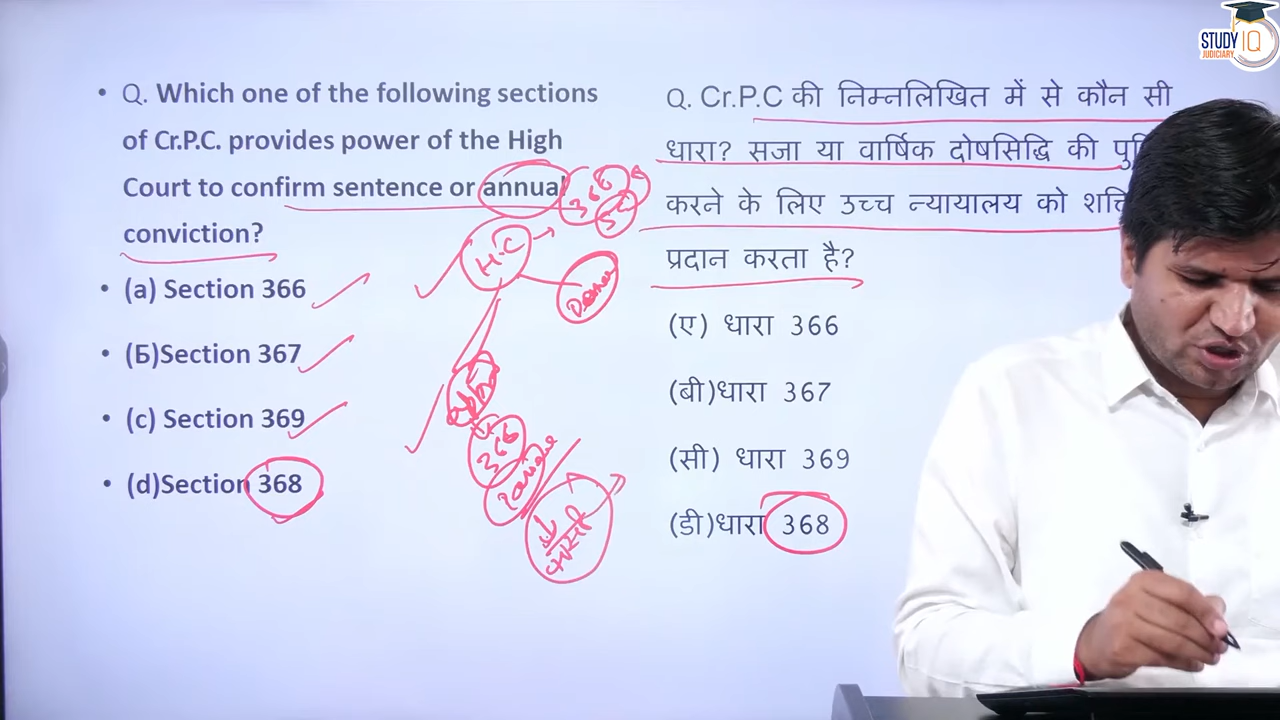 • Q. Which one of the following sections
of Cr.P.C. provides power of the High
Court to confirm sentence or annual
conviction?
• (a) Section 366
• (Б)Section 367
• (c) Section 369
• (d)Section 368
Q. Cr.P.C की निम्नलिखित में से कौन सी
धारा? सजा या वार्षिक दोषसिद्धि की
करने के लिए उच्च न्यायालय को
प्रदान करता है?
(ए) धारा 366
(बी)धारा 367
(सी) धारा 369
(डी)धारा 368
H.C
366
STUDY IQ
JUDICIARY